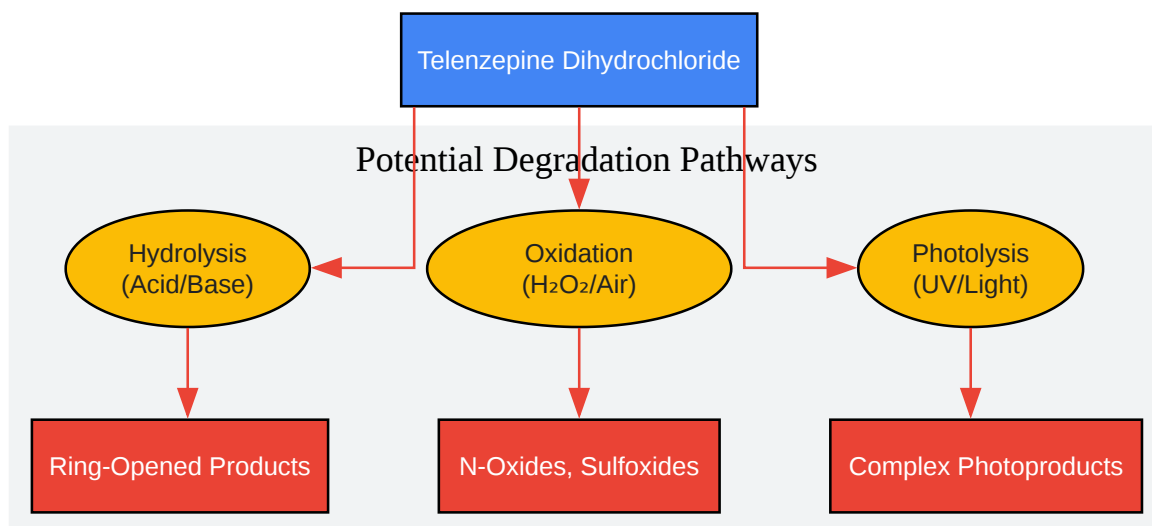 Telenzepine Dihydrochloride
Potential Degradation Pathways
Hydrolysis
(Acid/Base)
Oxidation
(H₂O₂/Air)
Photolysis
(UV/Light)
Ring-Opened Products
N-Oxides, Sulfoxides
Complex Photoproducts